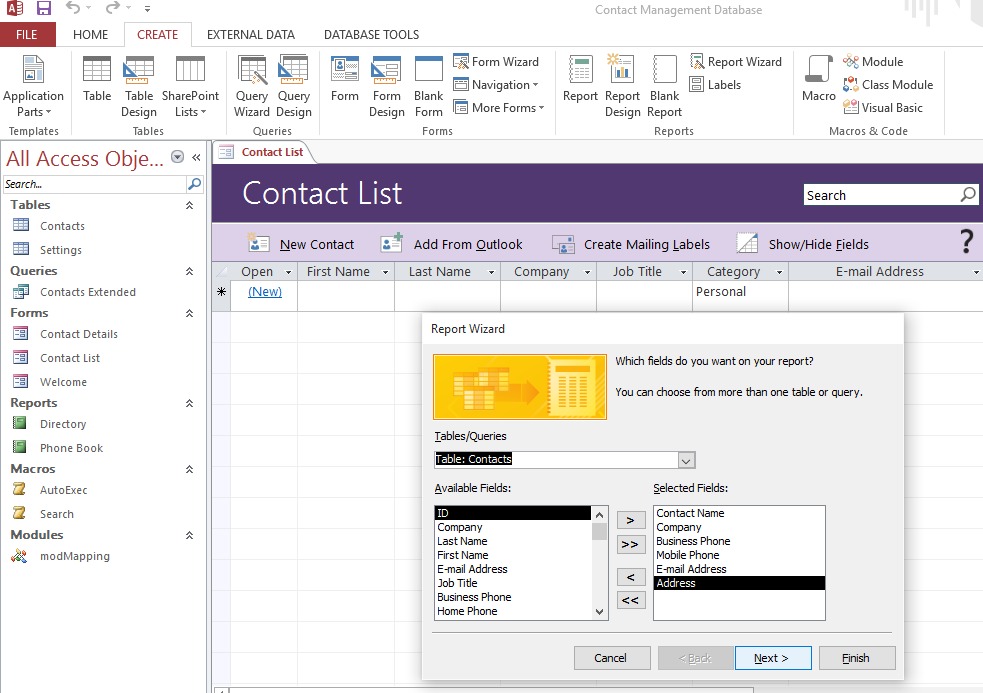 Contact Management Database
FILE HOME CREATE EXTERNAL DATA DATABASE TOOLS
Application Parts
Templates
Table
Table Design
SharePoint Lists
Tables
Query Wizard
Query Design
Queries
Form
Form Design
Blank Form
Form Wizard
Navigation
More Forms
Forms
Report
Report Design
Blank Report
Report Wizard
Labels
Reports
Macro
Module
Class Module
Visual Basic
Macros & Code
All Access Obje...
Search...
Tables
Contacts
Settings
Queries
Contacts Extended
Forms
Contact Details
Contact List
Welcome
Reports
Directory
Phone Book
Macros
AutoExec
Search
Modules
modMapping
Contact List
Contact List
Search
New Contact Add From Outlook Create Mailing Labels Show/Hide Fields ?
Open First Name Last Name Company Job Title Category E-mail Address
* (New) Personal
Report Wizard
Which fields do you want on your report?
You can choose from more than one table or query.
Tables/Queries
Table: Contacts
Available Fields:
ID
Company
Last Name
First Name
E-mail Address
Job Title
Business Phone
Home Phone
>
>>
<
<<
Selected Fields:
Contact Name
Company
Business Phone
Mobile Phone
E-mail Address
Address
Cancel < Back Next > Finish